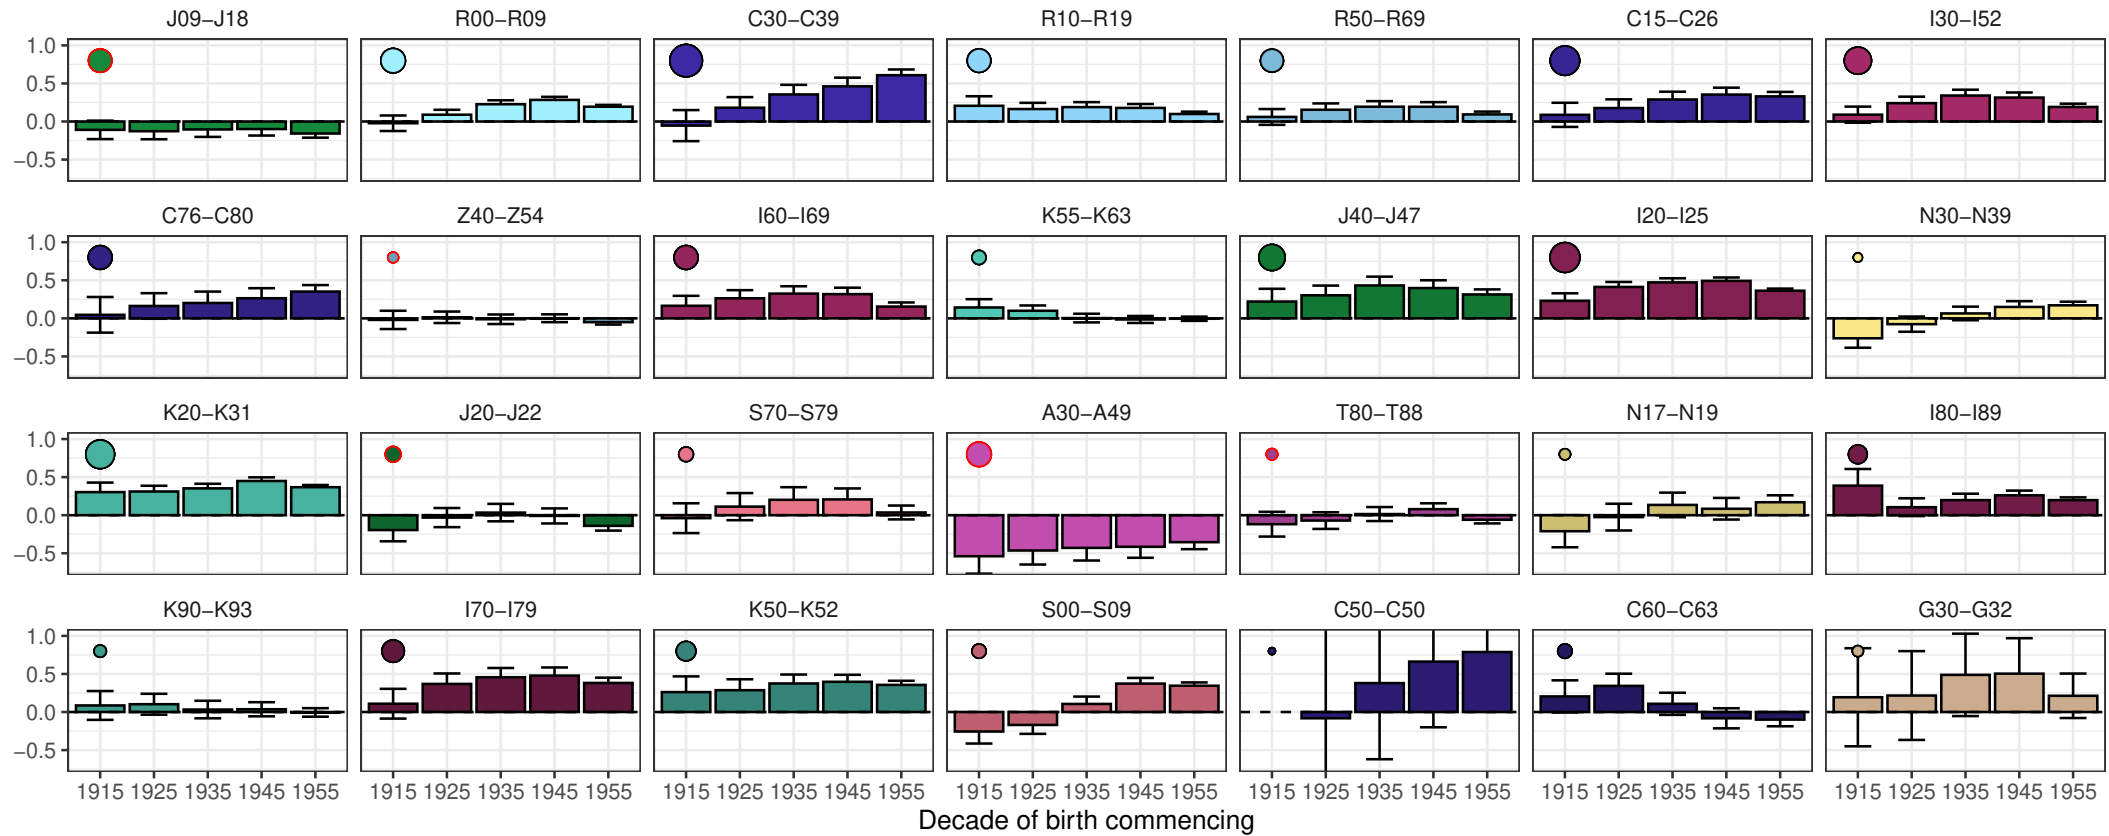 J09−J18 R00−R09 C30−C39 R10−R19 R50−R69 C15−C26 I30−I52
1.0
0.5
0.0
−0.5
C76−C80 Z40−Z54 I60−I69 K55−K63 J40−J47 I20−I25 N30−N39
1.0
0.5
0.0
−0.5
K20−K31 J20−J22 S70−S79 A30−A49 T80−T88 N17−N19 I80−I89
1.0
0.5
0.0
−0.5
K90−K93 I70−I79 K50−K52 S00−S09 C50−C50 C60−C63 G30−G32
1.0
0.5
0.0
−0.5
1915 1925 1935 1945 1955 1915 1925 1935 1945 1955 1915 1925 1935 1945 1955 1915 1925 1935 1945 1955 1915 1925 1935 1945 1955 1915 1925 1935 1945 1955 1915 1925 1935 1945 1955
Decade of birth commencing